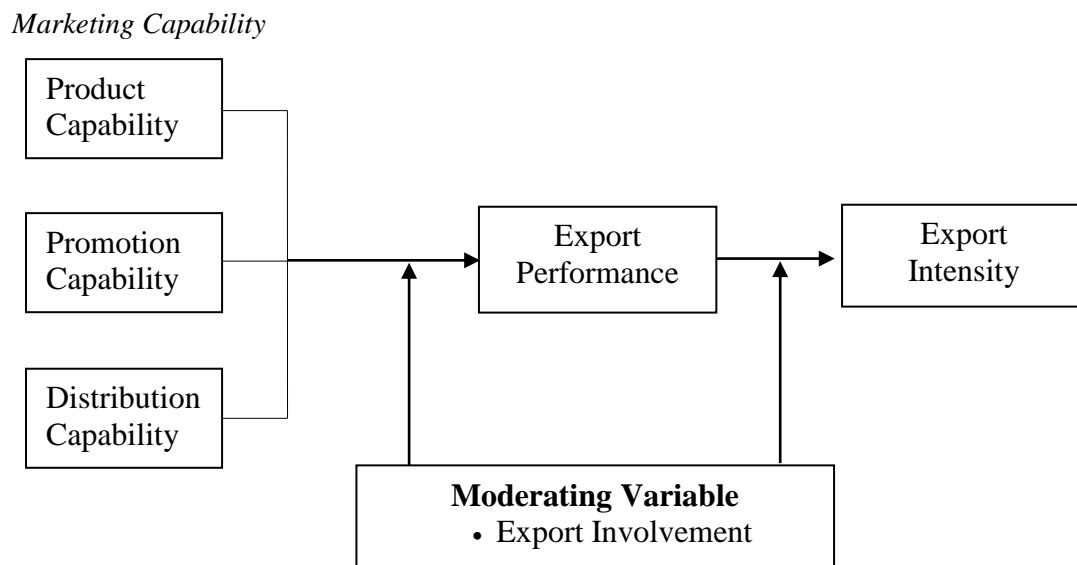 Marketing Capability
Product
Capability
Promotion
Capability
Distribution
Capability
Export
Performance
Export
Intensity
Moderating Variable
• Export Involvement